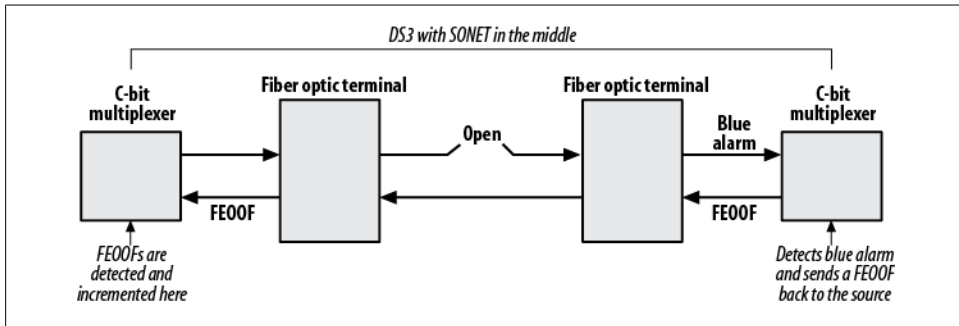 DS3 with SONET in the middle
C-bit
multiplexer
Fiber optic terminal
Fiber optic terminal
C-bit
multiplexer
Open
Blue
alarm
FEOOF
FEOOF
FEOOFs are
detected and
incremented here
Detects blue alarm
and sends a FEOOF
back to the source